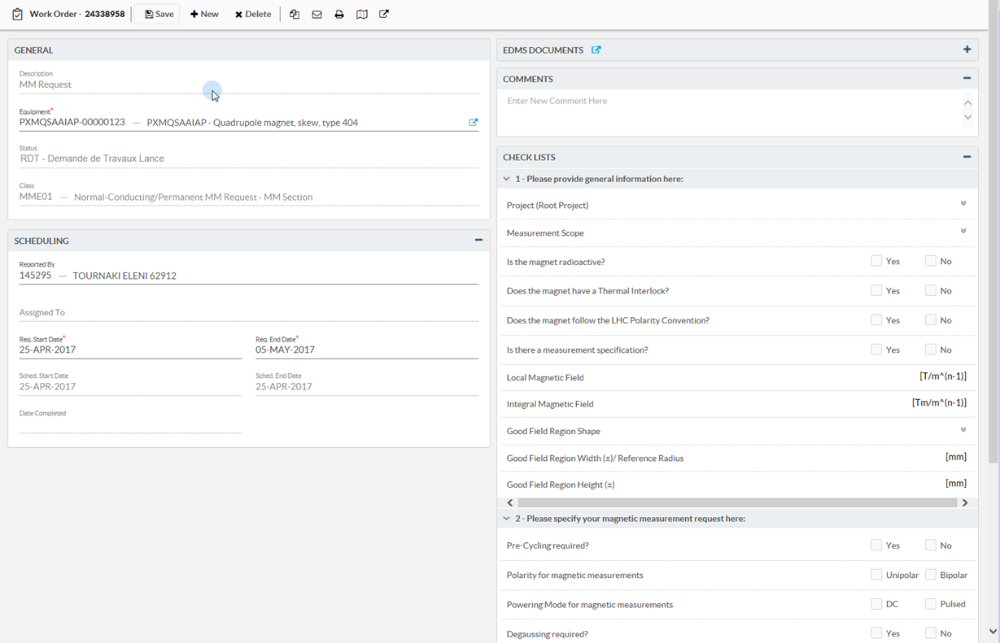 Work Order - 24338958 Save New Delete
GENERAL
Description
MM Request
Equipment*
PXMQSAAIAP-00000123 — PXMQSAAIAP - Quadrupole magnet, skew, type 404
Status
RDT - Demande de Travaux Lance
Class
MME01 — Normal-Conducting/Permanent MM Request - MM Section
SCHEDULING
Reported By
145295 — TOURNAKI ELENI 62912
Assigned To
Req. Start Date* Req. End Date*
25-APR-2017 05-MAY-2017
Sched. Start Date Sched. End Date
25-APR-2017 25-APR-2017
Date Completed
EDMS DOCUMENTS
COMMENTS
Enter New Comment Here
CHECK LISTS
1 - Please provide general information here:
Project (Root Project)
Measurement Scope
Is the magnet radioactive? Yes No
Does the magnet have a Thermal Interlock? Yes No
Does the magnet follow the LHC Polarity Convention? Yes No
Is there a measurement specification? Yes No
Local Magnetic Field [T/m^(n-1)]
Integral Magnetic Field [Tm/m^(n-1)]
Good Field Region Shape
Good Field Region Width (±)/ Reference Radius [mm]
Good Field Region Height (±) [mm]
2 - Please specify your magnetic measurement request here:
Pre-Cycling required? Yes No
Polarity for magnetic measurements Unipolar Bipolar
Powering Mode for magnetic measurements DC Pulsed
Degaussing required? Yes No